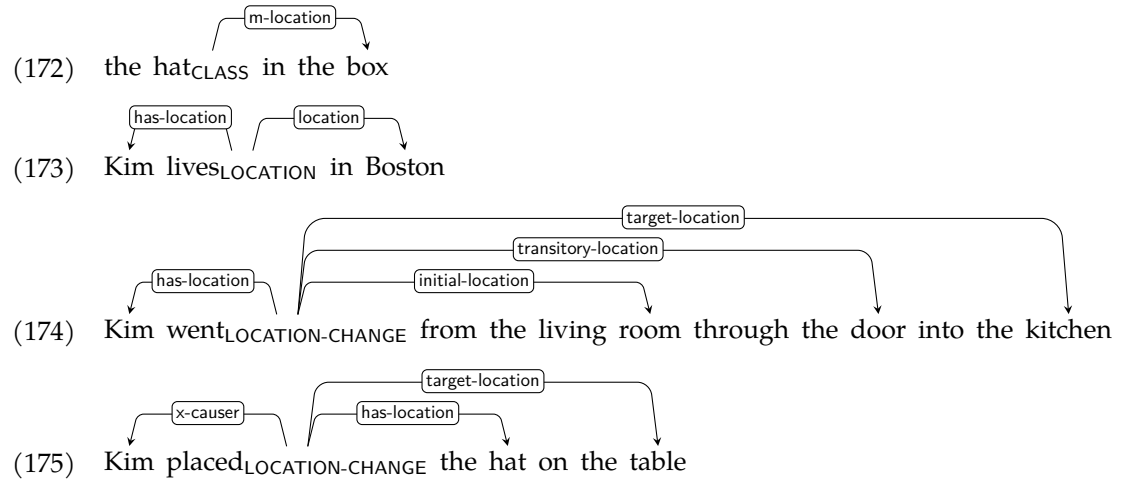 m-location
(172) the hatCLASS in the box
has-location location
(173) Kim livesLOCATION in Boston
target-location
transitory-location
has-location initial-location
(174) Kim wentLOCATION-CHANGE from the living room through the door into the kitchen
target-location
x-causer has-location
(175) Kim placedLOCATION-CHANGE the hat on the table